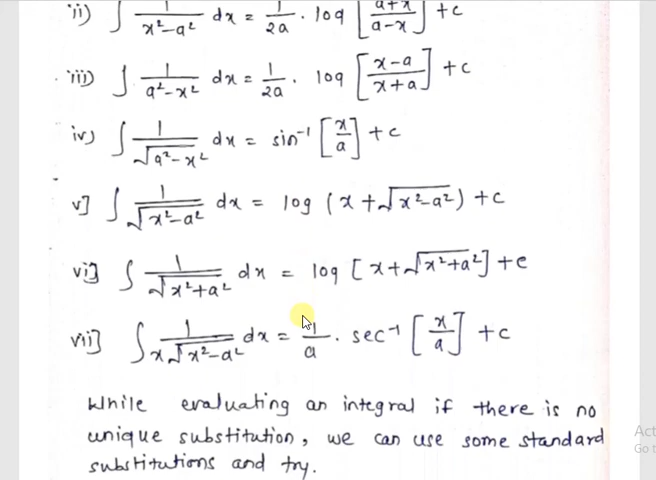 ii) ∫ 1/(x²-a²) dx = 1/2a . log [(a+x)/(a-x)] + c
iii) ∫ 1/(a²-x²) dx = 1/2a . log [(x-a)/(x+a)] + c
iv) ∫ 1/√(a²-x²) dx = sin⁻¹ [x/a] + c
v] ∫ 1/√(x²-a²) dx = log (x+√(x²-a²)) + c
vi] ∫ 1/√(x²+a²) dx = log [x+√(x²+a²)] + c
vii] ∫ 1/(x√(x²-a²)) dx = 1/a . sec⁻¹ [x/a] + c
While evaluating an integral if there is no
unique substitution, we can use some standard
substitutions and try.
Act
Go t